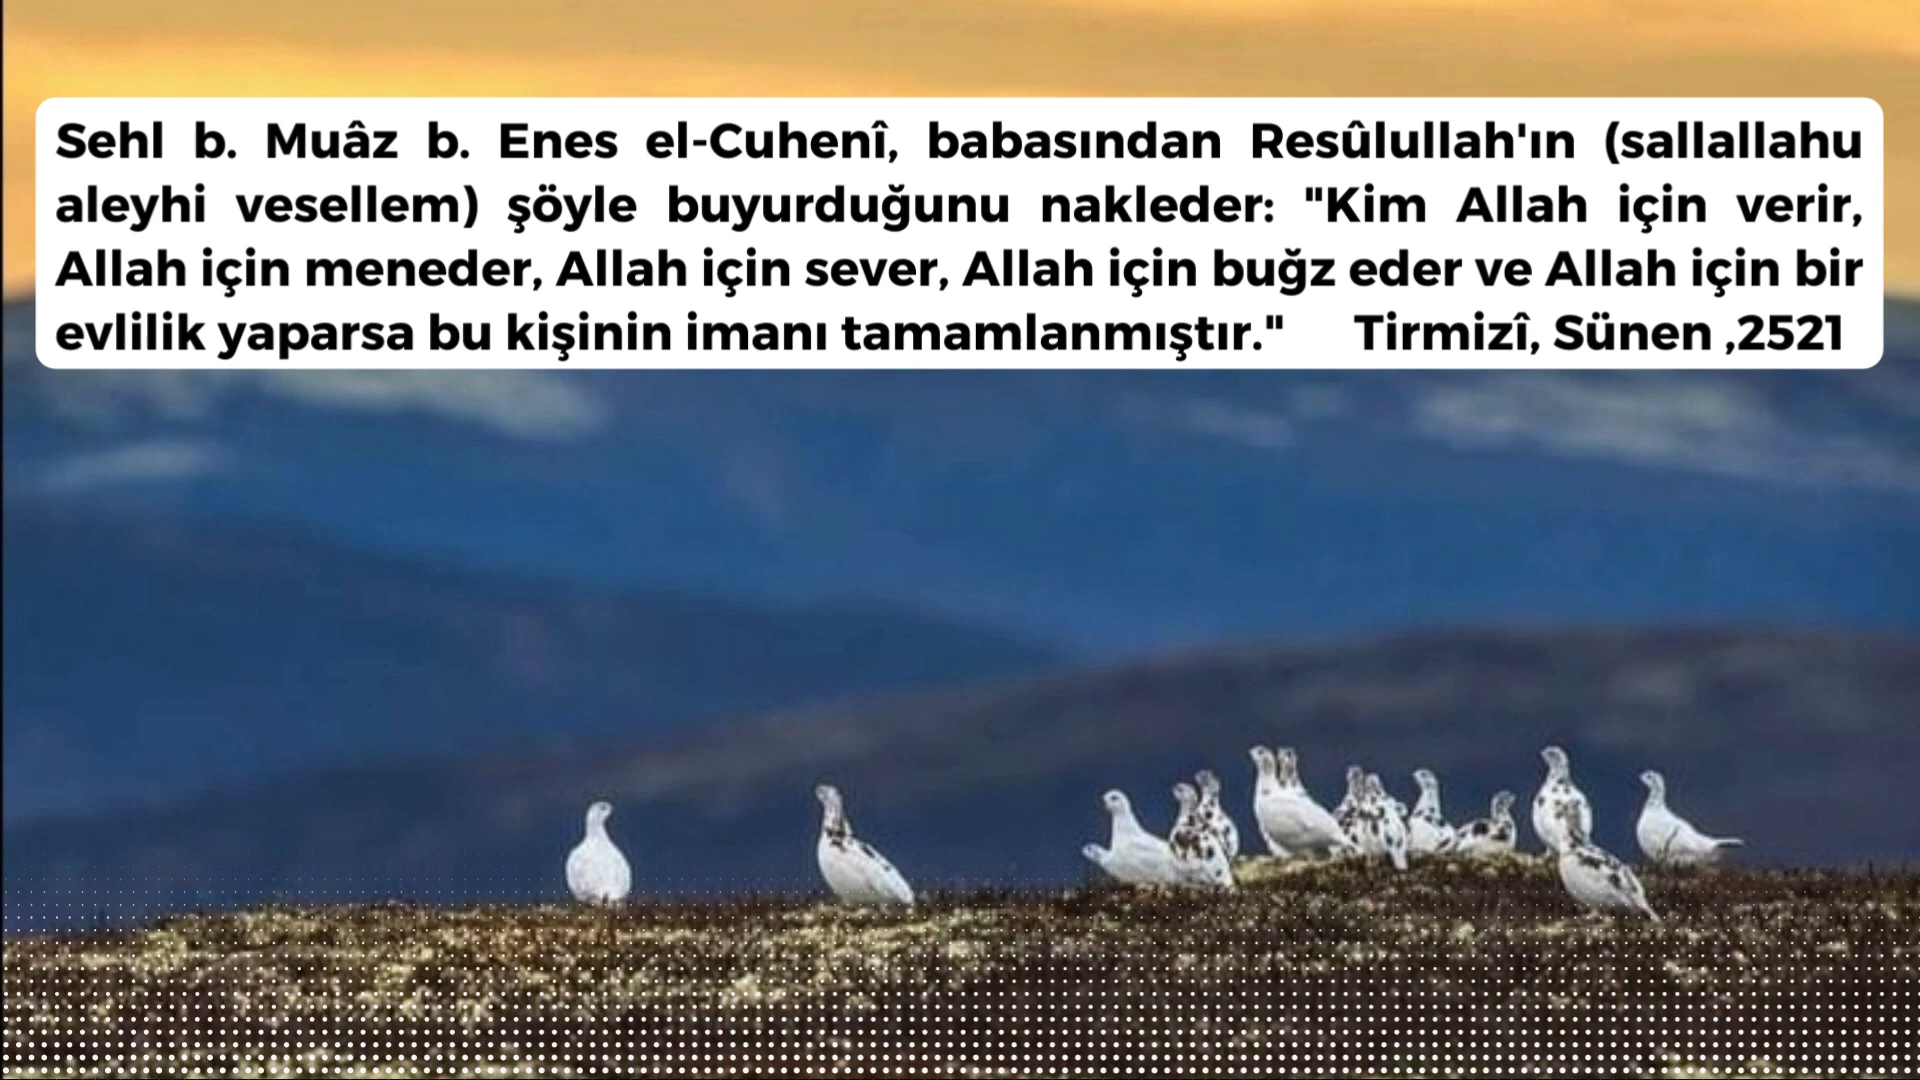 Sehl b. Muâz b. Enes el-Cuhenî, babasından Resûlullah'ın (sallallahu
aleyhi vesellem) şöyle buyurduğunu nakleder: "Kim Allah için verir,
Allah için meneder, Allah için sever, Allah için buğz eder ve Allah için bir
evlilik yaparsa bu kişinin imanı tamamlanmıştır." Tirmizî, Sünen ,2521